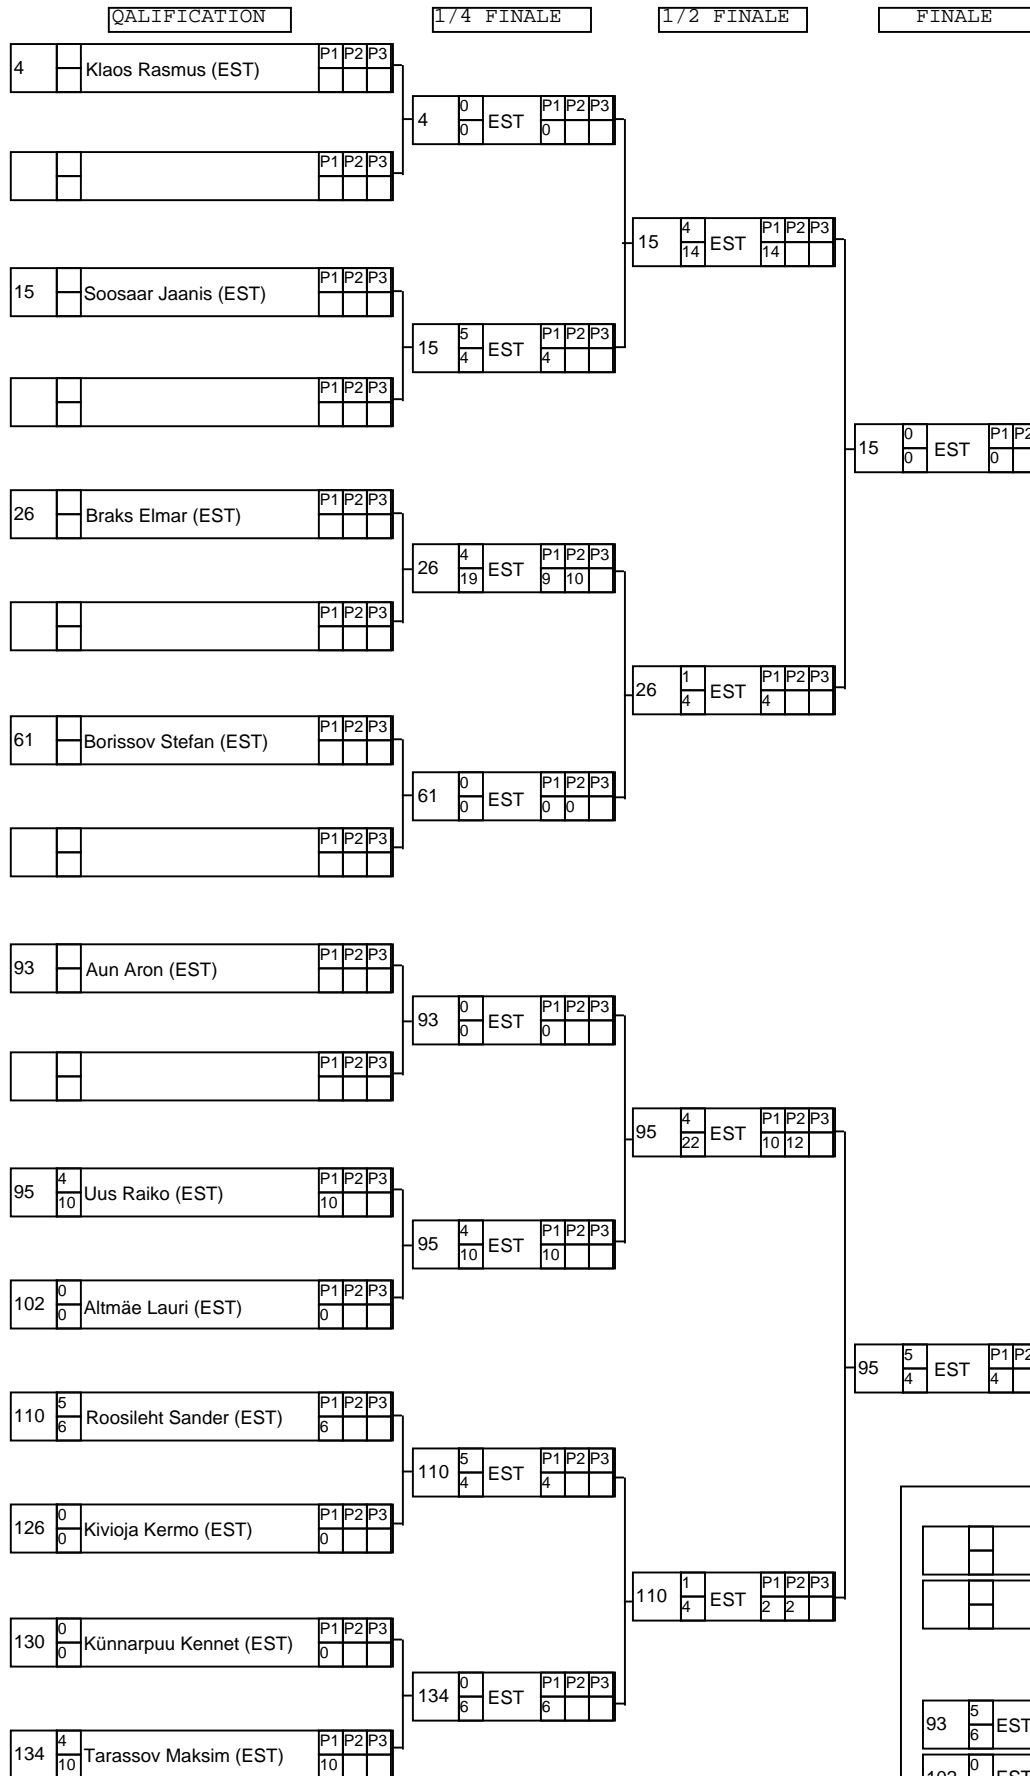 QALIFICATION 1/4 FINALE 1/2 FINALE FINALE
4 Klaos Rasmus (EST) P1 P2 P3
4 0 0 EST P1 P2 P3 0
P1 P2 P3
15 4 14 EST P1 P2 P3 14
15 Soosaar Jaanis (EST) P1 P2 P3
15 5 4 EST P1 P2 P3 4
P1 P2 P3
15 0 0 EST P1 P2 0
26 Braks Elmar (EST) P1 P2 P3
26 4 19 EST P1 P2 P3 9 10
P1 P2 P3
26 1 4 EST P1 P2 P3 4
61 Borissov Stefan (EST) P1 P2 P3
61 0 0 EST P1 P2 P3 0 0
P1 P2 P3
93 Aun Aron (EST) P1 P2 P3
93 0 0 EST P1 P2 P3 0
P1 P2 P3
95 4 22 EST P1 P2 P3 10 12
95 4 10 Uus Raiko (EST) P1 P2 P3 10
95 4 10 EST P1 P2 P3 10
102 0 0 Altmäe Lauri (EST) P1 P2 P3 0
95 5 4 EST P1 P2 4
110 5 6 Roosileht Sander (EST) P1 P2 P3 6
110 5 4 EST P1 P2 P3 4
126 0 0 Kivioja Kermo (EST) P1 P2 P3 0
110 1 4 EST P1 P2 P3 2 2
130 0 0 Künnarpuu Kennet (EST) P1 P2 P3 0
134 0 6 EST P1 P2 P3 6
93 5 6 EST
134 4 10 Tarassov Maksim (EST) P1 P2 P3 10
102 0 EST